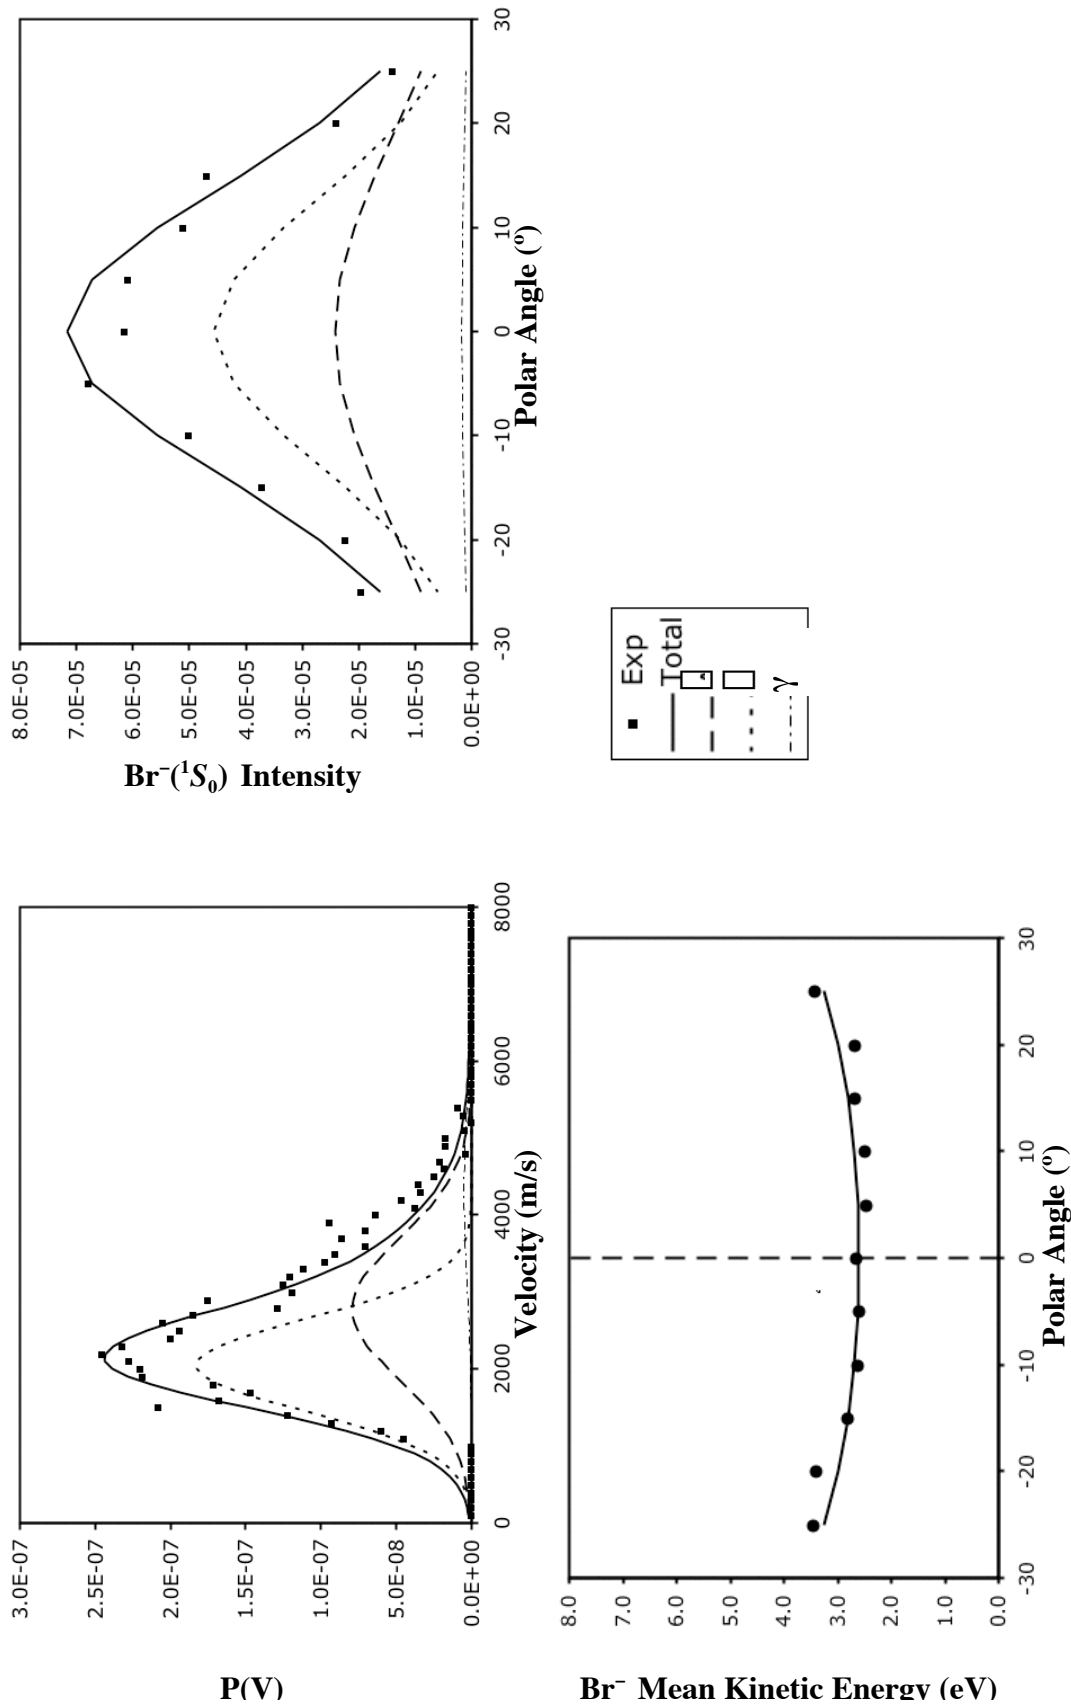 8.0E-05
7.0E-05
6.0E-05
5.0E-05
4.0E-05
3.0E-05
2.0E-05
1.0E-05
0.0E+00
-30
-20
-10
0
10
20
30
Polar Angle (º)
Br⁻(¹S₀) Intensity
Exp
Total
γ
3.0E-07
2.5E-07
2.0E-07
1.5E-07
1.0E-07
5.0E-08
0.0E+00
0
2000
4000
6000
8000
Velocity (m/s)
P(V)
8.0
7.0
6.0
5.0
4.0
3.0
2.0
1.0
0.0
-30
-20
-10
0
10
20
30
Polar Angle (º)
Br⁻ Mean Kinetic Energy (eV)